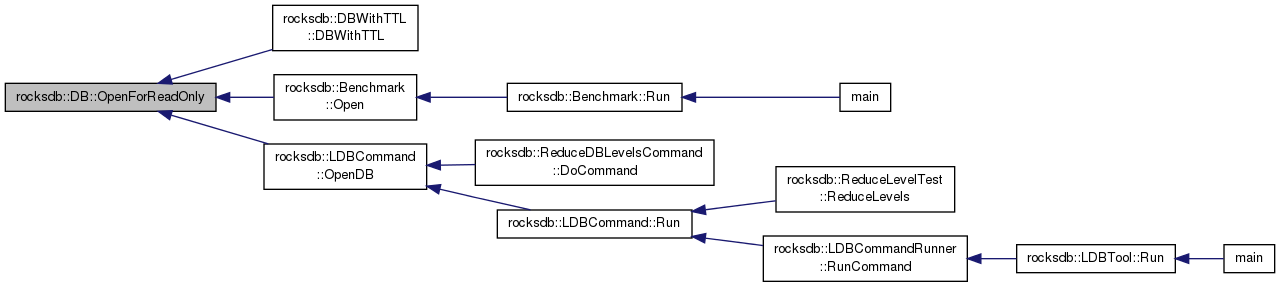 rocksdb::DBWithTTL
::DBWithTTL
rocksdb::DB::OpenForReadOnly
rocksdb::Benchmark
::Open
rocksdb::Benchmark::Run
main
rocksdb::LDBCommand
::OpenDB
rocksdb::ReduceDBLevelsCommand
::DoCommand
rocksdb::ReduceLevelTest
::ReduceLevels
rocksdb::LDBCommand::Run
rocksdb::LDBCommandRunner
::RunCommand
rocksdb::LDBTool::Run
main